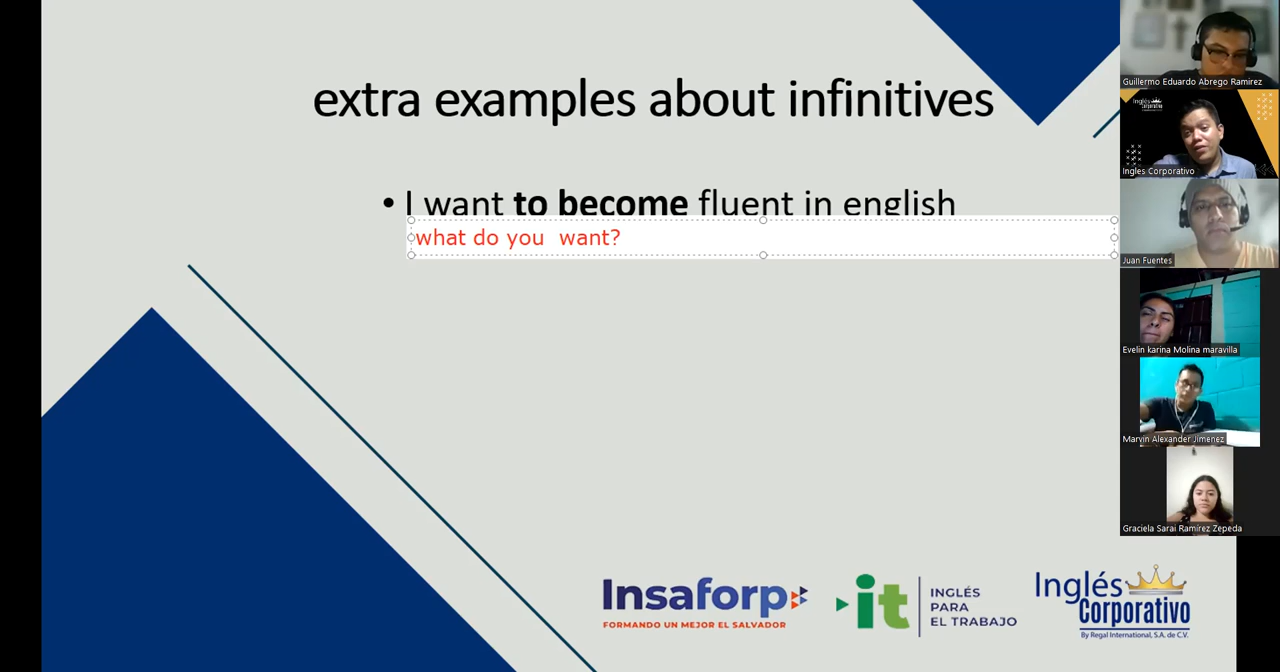 extra examples about infinitives
• I want to become fluent in english
what do you  want?
Guillermo Eduardo Abrego Ramirez
Inglés Corporativo
Ingles Corporativo
Juan Fuentes
Evelin karina Molina maravilla
Marvin Alexander Jimenez
Graciela Sarai Ramirez Zepeda
Insaforp
FORMANDO UN MEJOR EL SALVADOR
it
INGLÉS
PARA
EL TRABAJO
Inglés
Corporativo
By Regal International, S.A. de C.V.